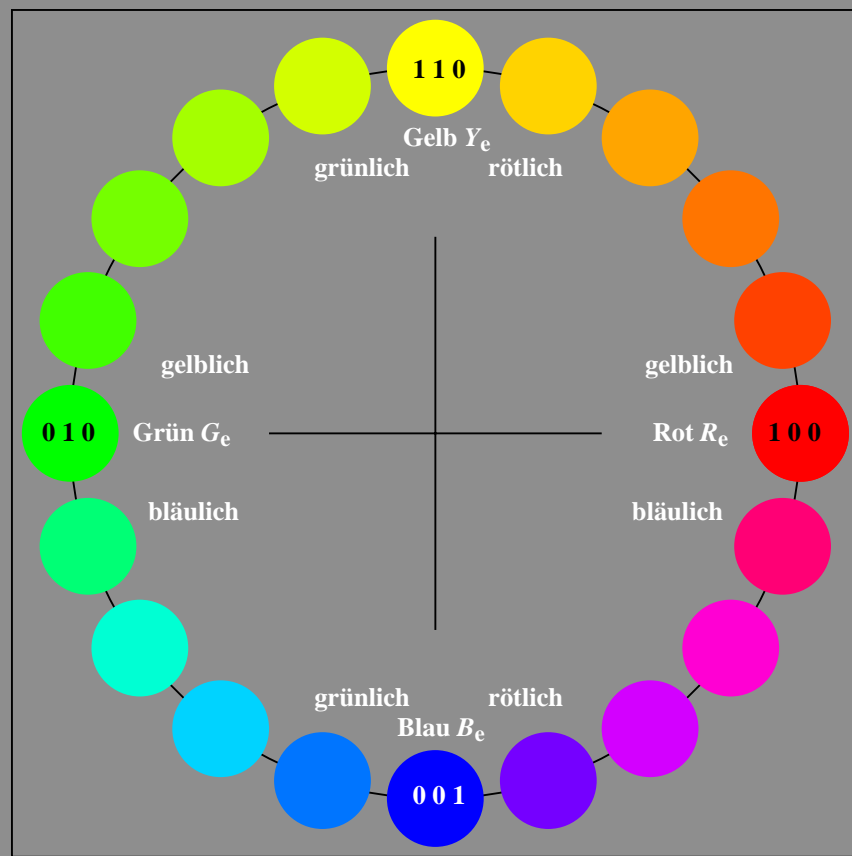 1 1 0
Gelb Yₑ
grünlich rötlich
gelblich gelblich
0 1 0 Grün Gₑ Rot Rₑ 1 0 0
bläulich bläulich
grünlich rötlich
Blau Bₑ
0 0 1